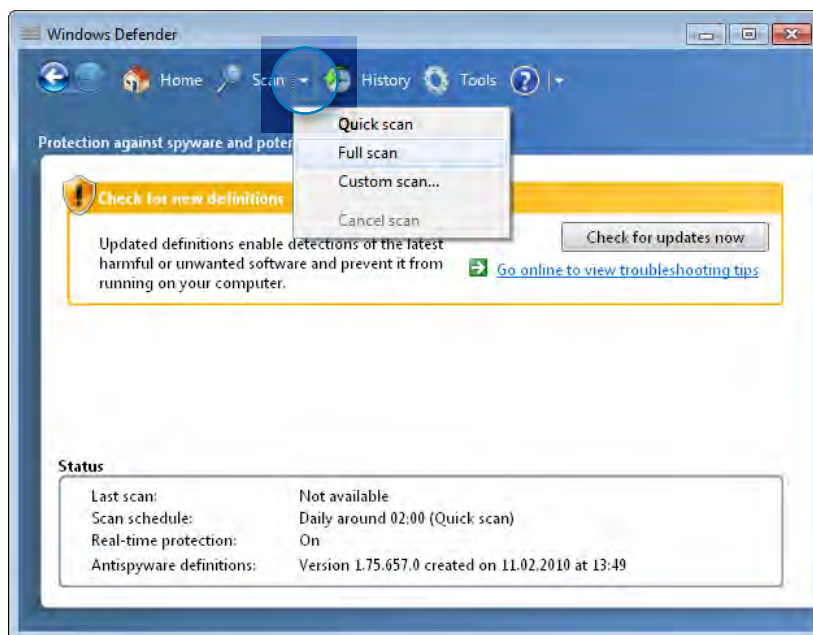 Windows Defender
Home Scan History Tools ?
Quick scan
Full scan
Custom scan...
Cancel scan
Protection against spyware and poten
Check for new definitions
Updated definitions enable detections of the latest
harmful or unwanted software and prevent it from
running on your computer.
Check for updates now
Go online to view troubleshooting tips
Status
Last scan: Not available
Scan schedule: Daily around 02:00 (Quick scan)
Real-time protection: On
Antispyware definitions: Version 1.75.657.0 created on 11.02.2010 at 13:49